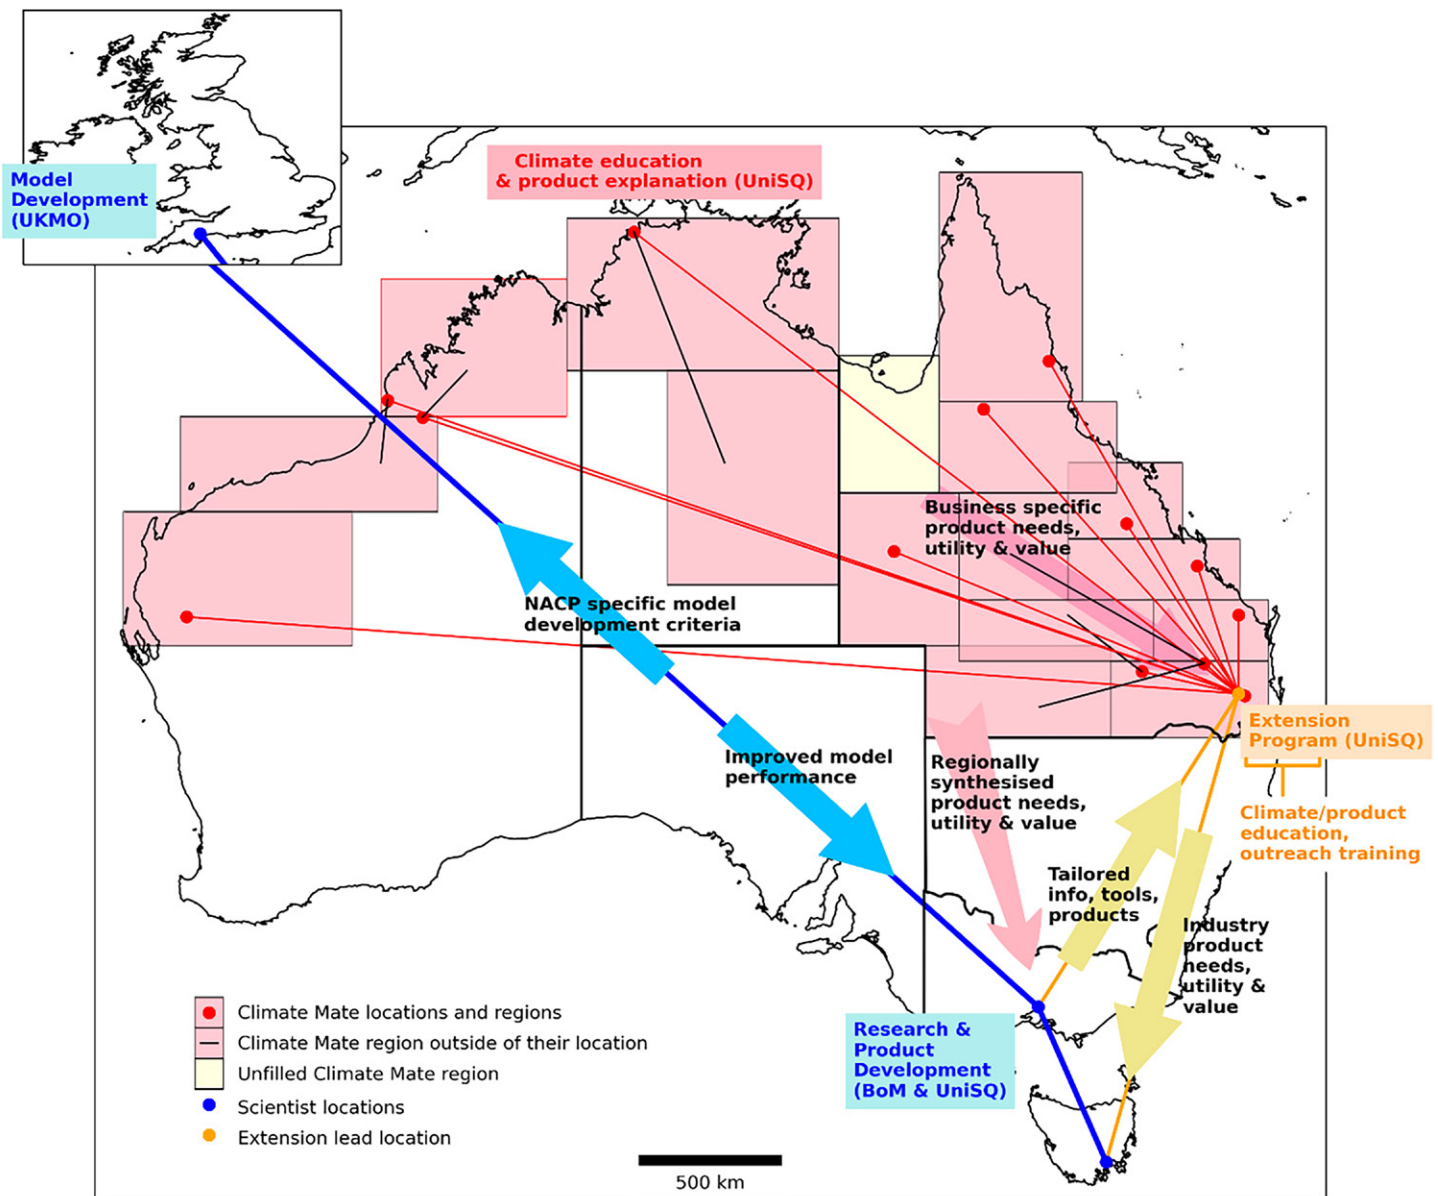 Model
Development
(UKMO)
Climate education
& product explanation (UniSQ)
Business specific
product needs,
utility & value
NACP specific model
development criteria
Improved model
performance
Regionally
synthesised
product needs,
utility & value
Extension
Program (UniSQ)
Climate/product
education,
outreach training
Tailored
info, tools,
products
Industry
product
needs,
utility &
value
Research &
Product
Development
(BoM & UniSQ)
Climate Mate locations and regions
Climate Mate region outside of their location
Unfilled Climate Mate region
Scientist locations
Extension lead location
500 km